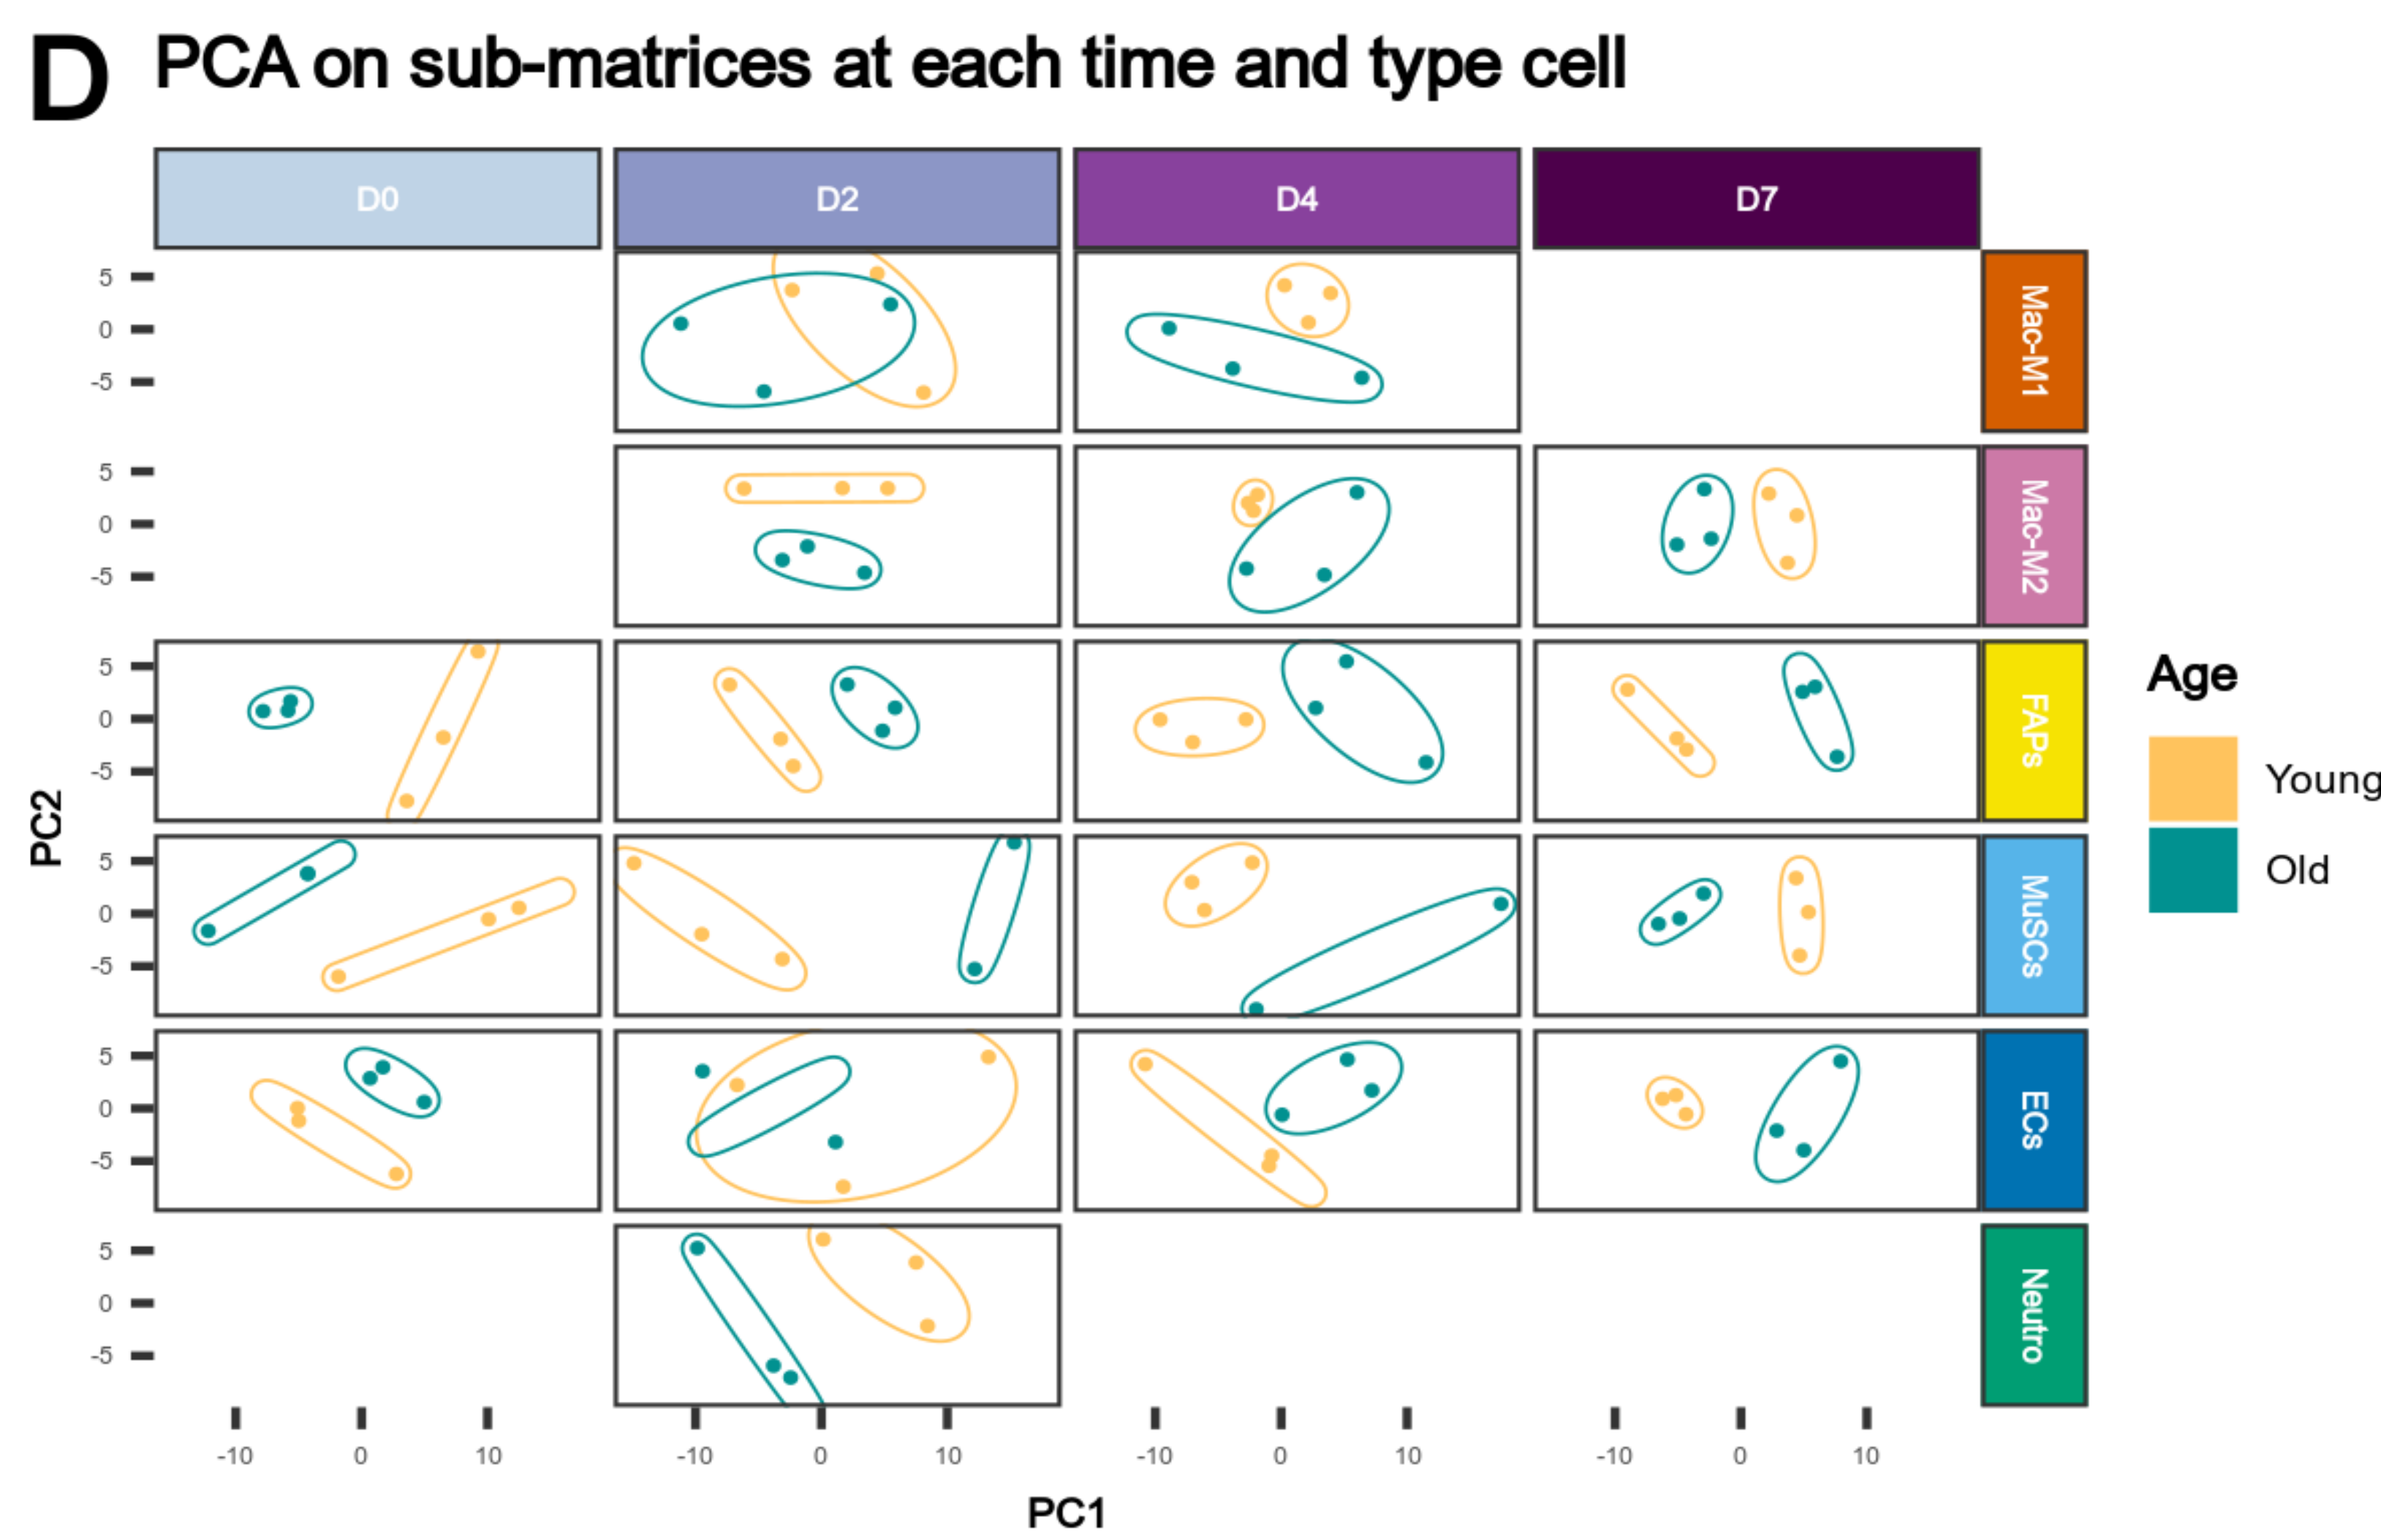 D PCA on sub-matrices at each time and type cell
D0 D2 D4 D7
5
0
-5
Mac-M1
5
0
-5
Mac-M2
5
0
-5
FAPs
5
0
-5
MuSCs
5
0
-5
ECs
5
0
-5
Neutro
PC2
-10 0 10 -10 0 10 -10 0 10 -10 0 10
PC1
Age
Young
Old